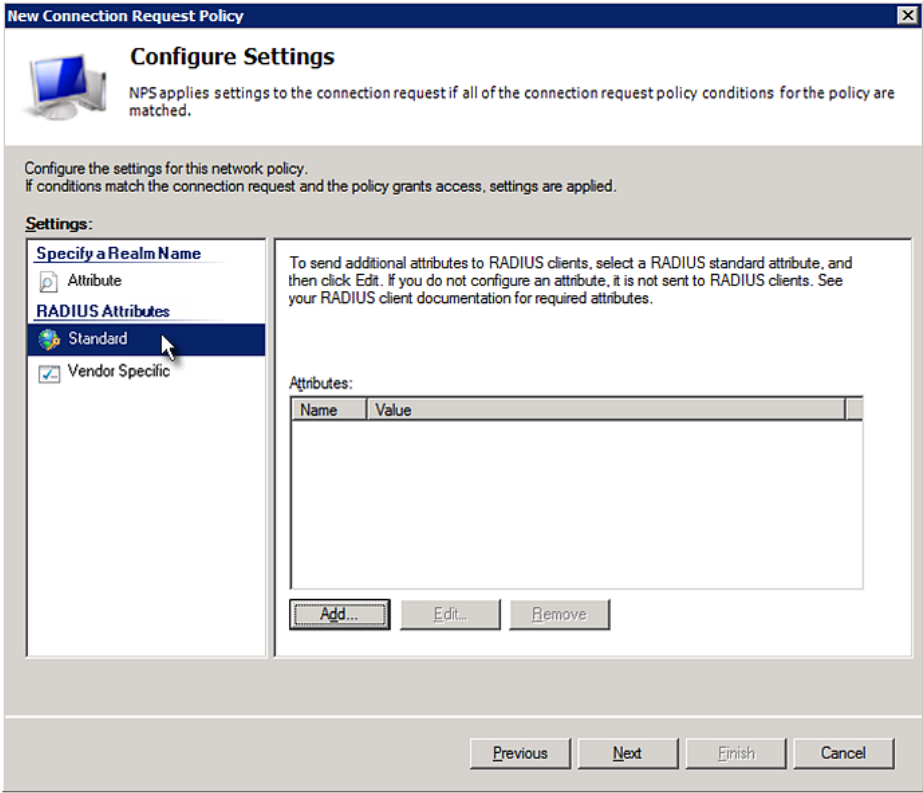 New Connection Request Policy
Configure Settings
NPS applies settings to the connection request if all of the connection request policy conditions for the policy are
matched.
Configure the settings for this network policy.
If conditions match the connection request and the policy grants access, settings are applied.
Settings:
Specify a Realm Name
Attribute
RADIUS Attributes
Standard
Vendor Specific
To send additional attributes to RADIUS clients, select a RADIUS standard attribute, and
then click Edit. If you do not configure an attribute, it is not sent to RADIUS clients. See
your RADIUS client documentation for required attributes.
Attributes:
Name Value
Add... Edit... Remove
Previous Next Finish Cancel